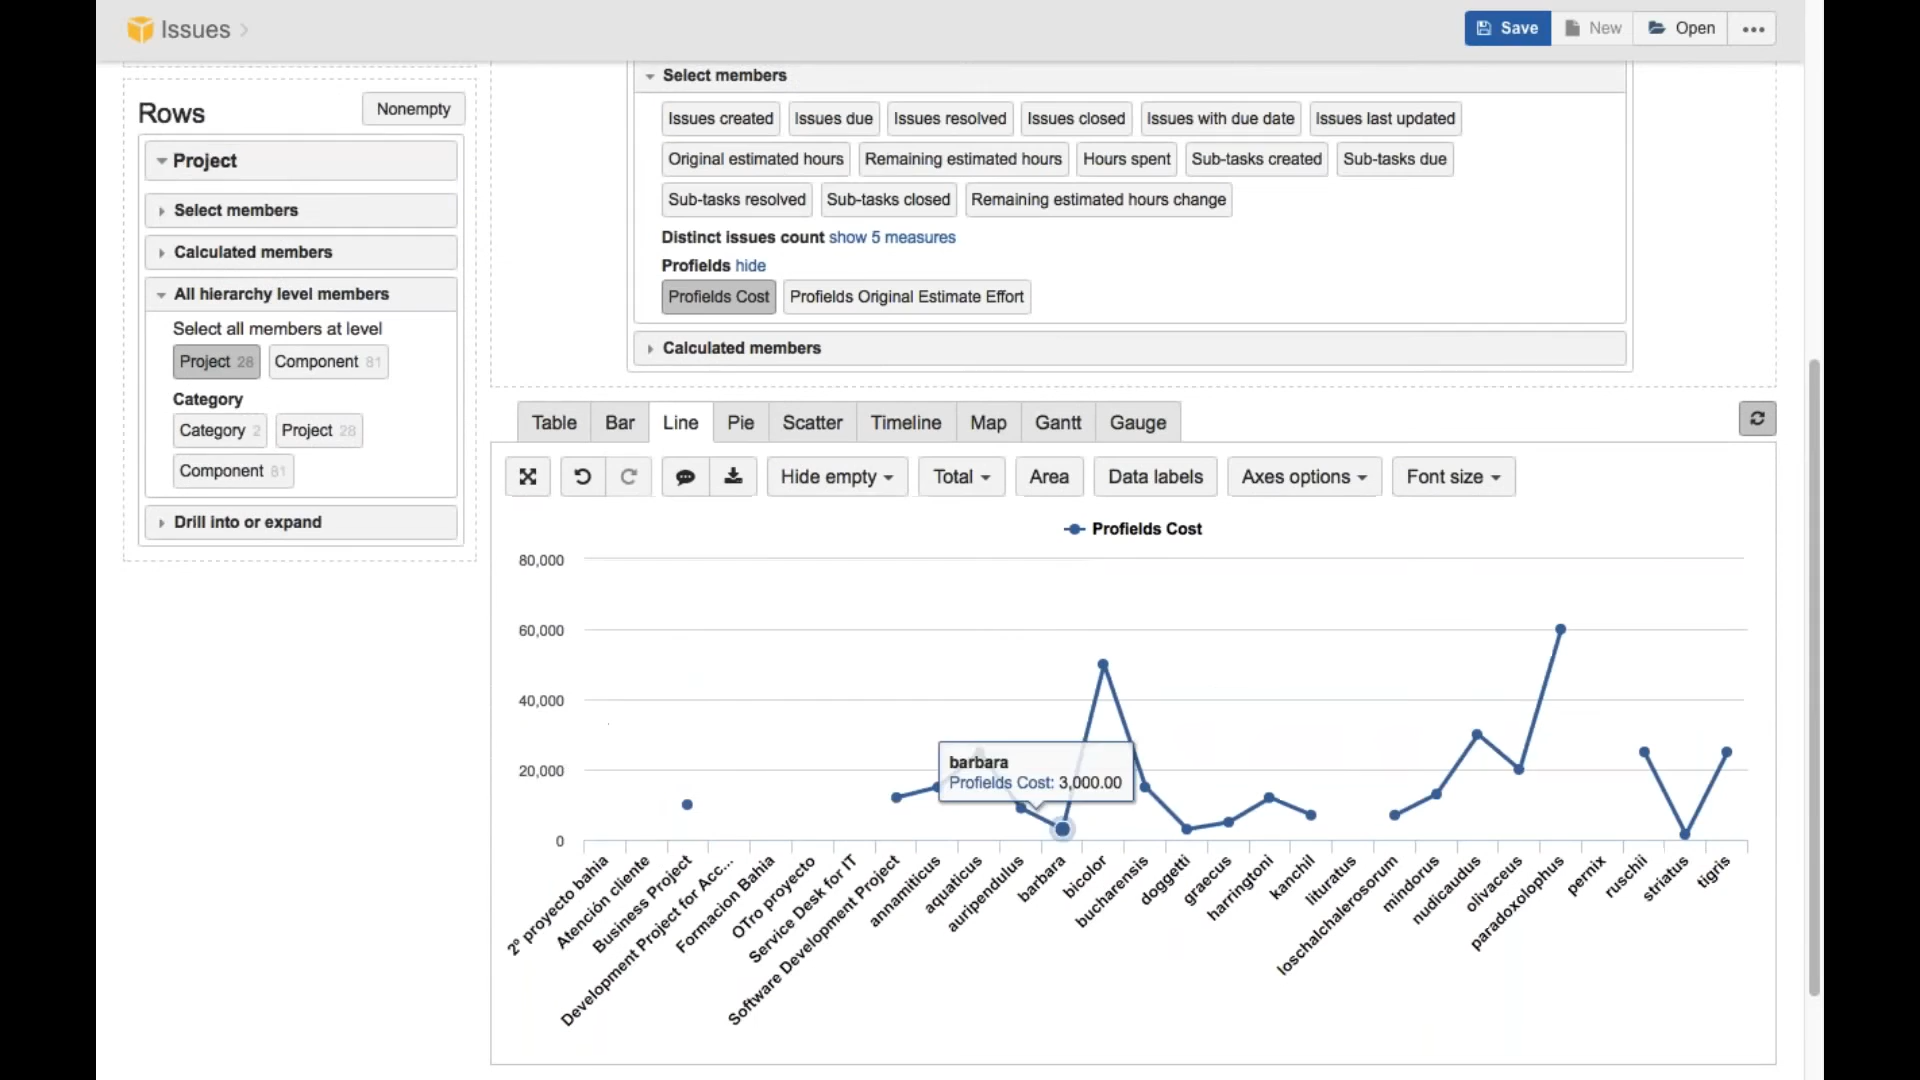 Issues
Save
New
Open
Rows
Nonempty
Project
Select members
Calculated members
All hierarchy level members
Select all members at level
Project 28
Component 81
Category
Category 2
Project 28
Component 81
Drill into or expand
Select members
Issues created
Issues due
Issues resolved
Issues closed
Issues with due date
Issues last updated
Original estimated hours
Remaining estimated hours
Hours spent
Sub-tasks created
Sub-tasks due
Sub-tasks resolved
Sub-tasks closed
Remaining estimated hours change
Distinct issues count show 5 measures
Profields hide
Profields Cost
Profields Original Estimate Effort
Calculated members
Table
Bar
Line
Pie
Scatter
Timeline
Map
Gantt
Gauge
Hide empty
Total
Area
Data labels
Axes options
Font size
Profields Cost
80,000
60,000
40,000
20,000
0
barbara
Profields Cost: 3,000.00
2º proyecto bahia
Atención cliente
Business Project
Development Project for Acc...
Formacion Bahia
OTro proyecto
Service Desk for IT
Software Development Project
annamiticus
aquaticus
auripendulus
barbara
bicolor
bucharensis
doggetti
graecus
harringtoni
kanchil
lituratus
loschalchalerosorum
mindorus
nudicaudus
olivaceus
paradoxolophus
pernix
ruschii
striatus
tigris